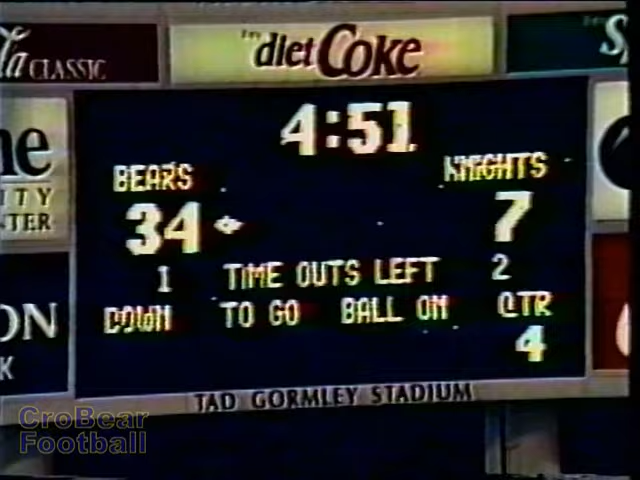 CLASSIC
diet Coke
4:51
BEARS KNIGHTS
34 7
1 TIME OUTS LEFT 2
DOWN TO GO BALL ON QTR
4
TAD GORMLEY STADIUM
CroBear
Football